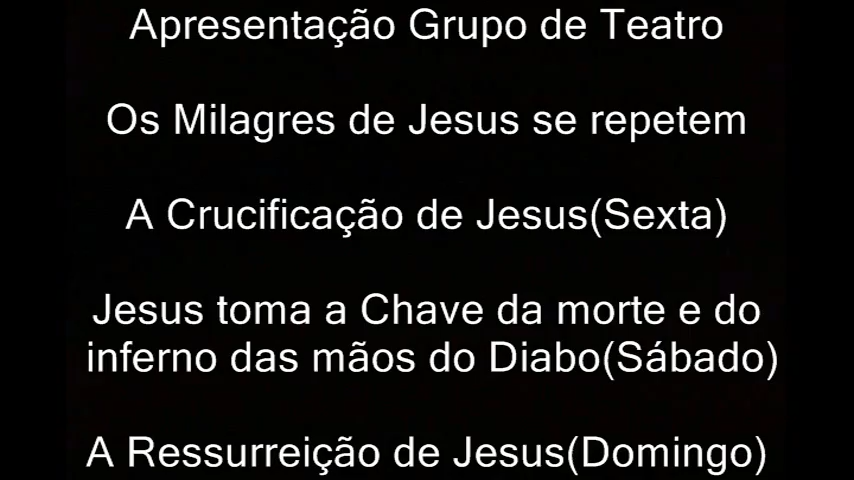 Apresentação Grupo de Teatro
Os Milagres de Jesus se repetem
A Crucificação de Jesus(Sexta)
Jesus toma a Chave da morte e do
inferno das mãos do Diabo(Sábado)
A Ressurreição de Jesus(Domingo)